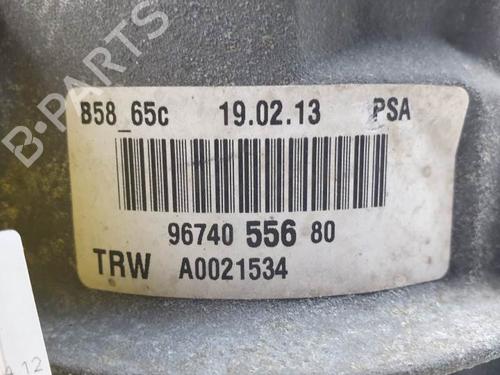 B-PARTS
B58_65c 19.02.13 PSA
96740 556 80
TRW A0021534